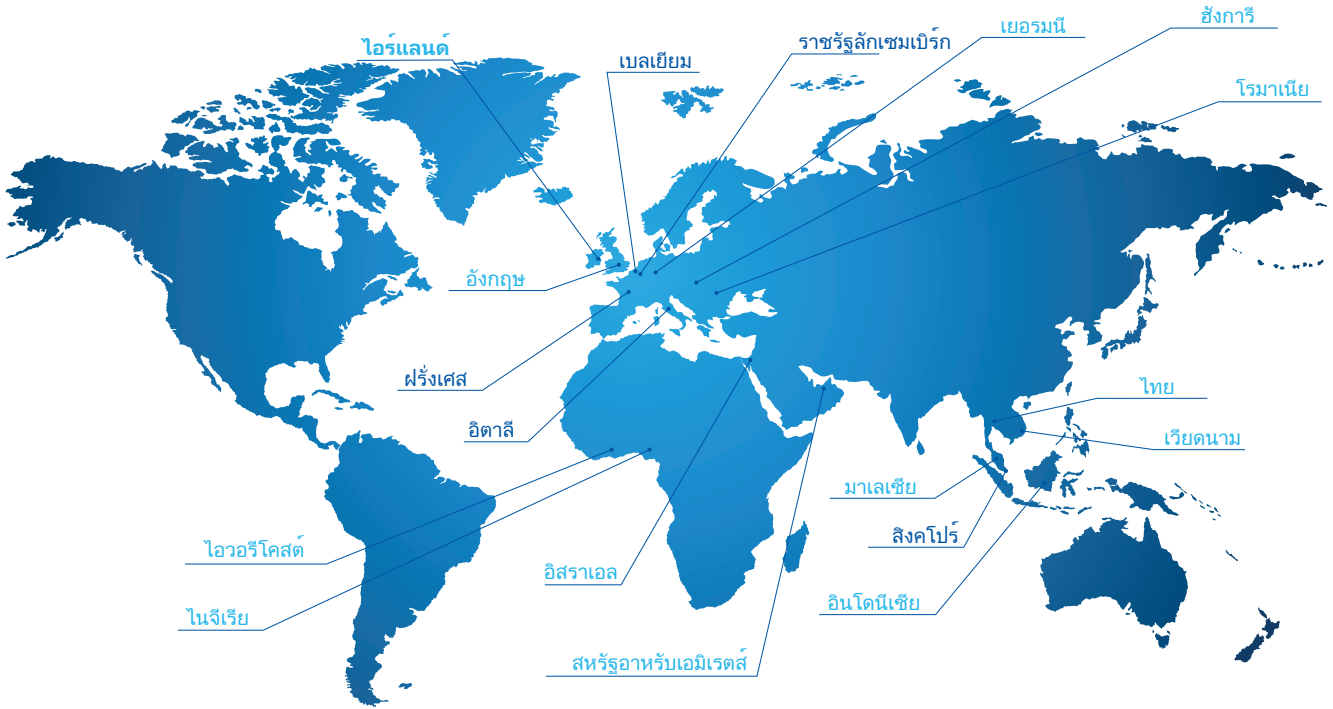 ฮังการี
เยอรมนี
ราชรัฐลักเซมเบิร์ก
ไอร์แลนด์
เบลเยียม
โรมาเนีย
อังกฤษ
ฝรั่งเศส
ไทย
อิตาลี
เวียดนาม
มาเลเซีย
สิงคโปร์
ไอวอรีโคสต์
อิสราเอล
อินโดนีเซีย
ไนจีเรีย
สหรัฐอาหรับเอมิเรตส์